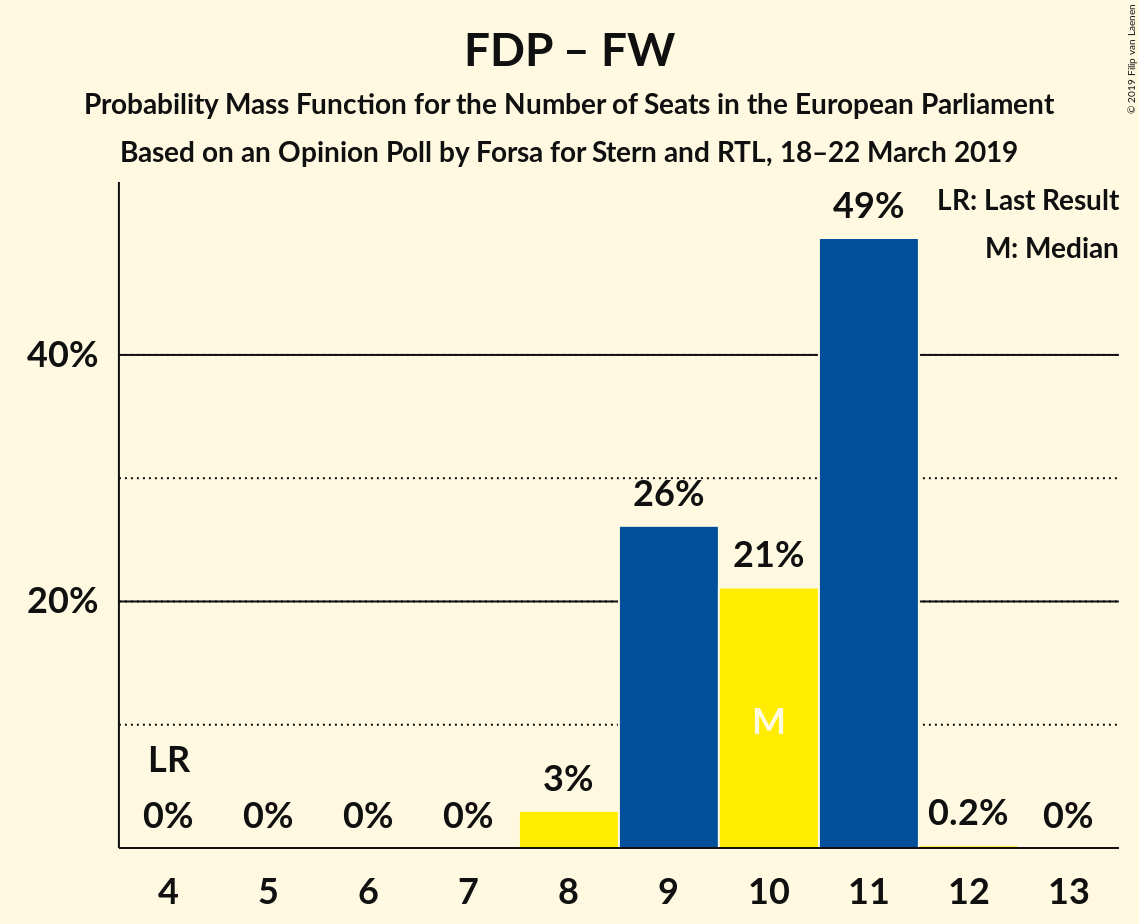 FDP – FW
Probability Mass Function for the Number of Seats in the European Parliament
Based on an Opinion Poll by Forsa for Stern and RTL, 18–22 March 2019
© 2019 Filip van Laenen
LR: Last Result
M: Median
49%
40%
26%
21%
20%
M
LR
3%
0%
0%
0%
0%
0.2%
0%
4 5 6 7 8 9 10 11 12 13